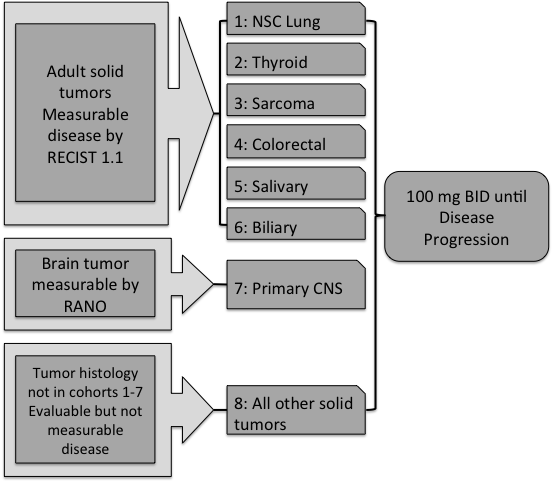 Adult solid
tumors
Measurable
disease by
RECIST 1.1
1: NSC Lung
2: Thyroid
3: Sarcoma
4: Colorectal
5: Salivary
6: Biliary
100 mg BID until
Disease
Progression
Brain tumor
measurable by
RANO
7: Primary CNS
Tumor histology
not in cohorts 1-7
Evaluable but not
measurable
disease
8: All other solid
tumors